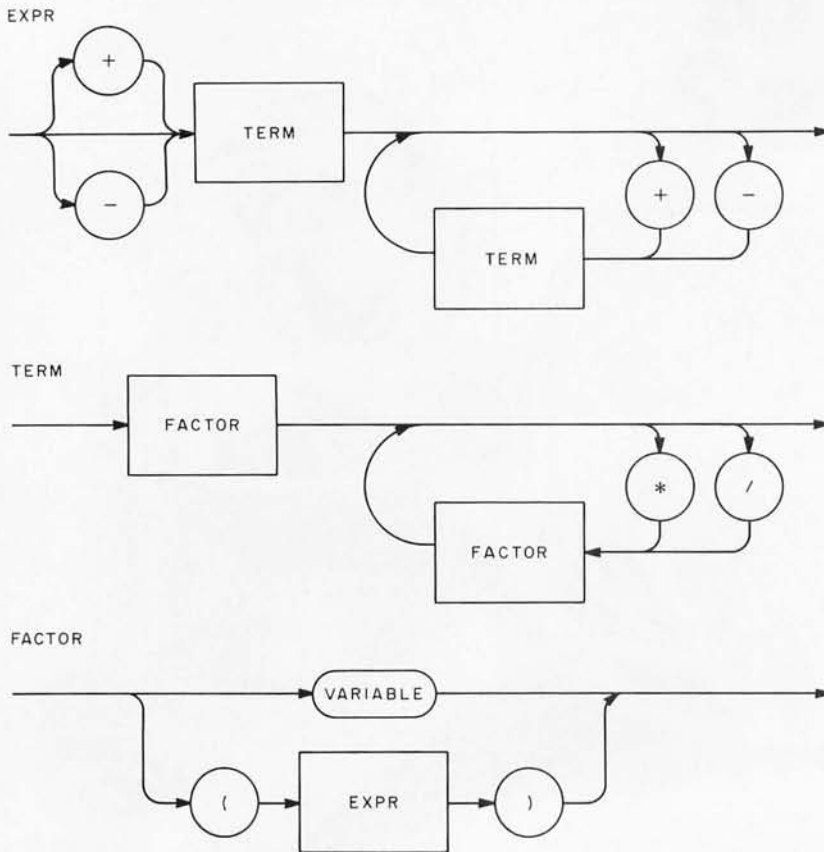 EXPR
+
TERM
-
+ -
TERM
TERM
FACTOR
* /
FACTOR
FACTOR
VARIABLE
( EXPR )